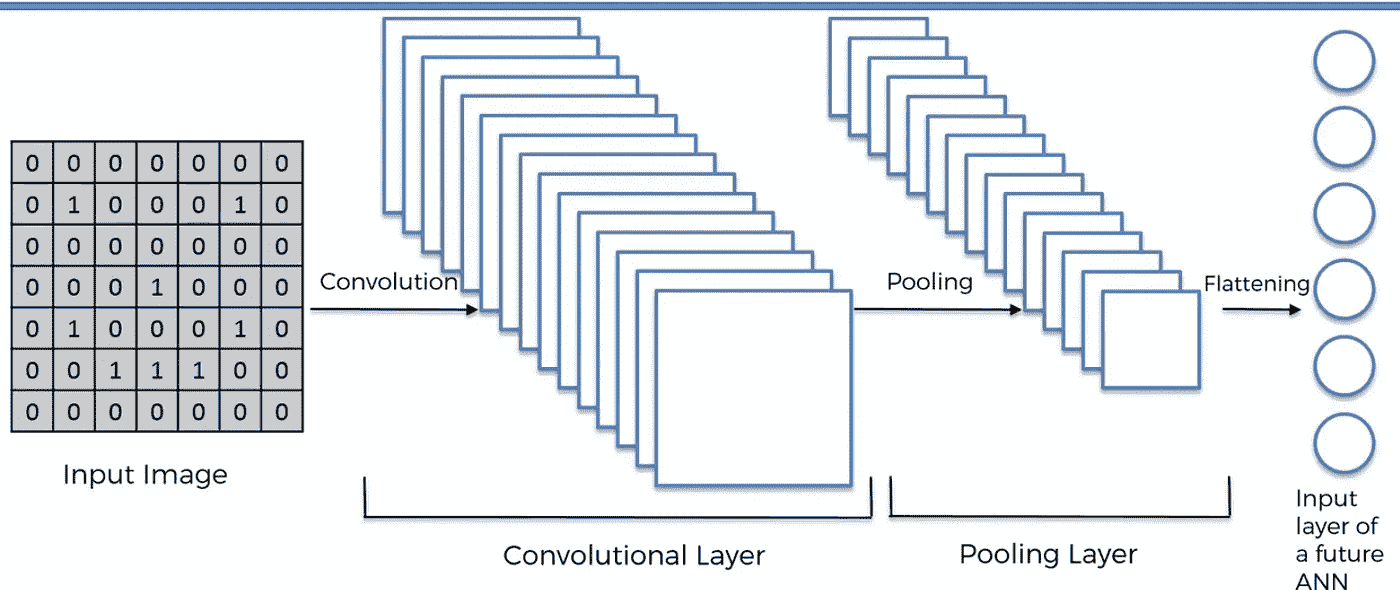 0 0 0 0 0 0 0
0 1 0 0 0 1 0
0 0 0 0 0 0 0
0 0 0 1 0 0 0
0 1 0 0 0 1 0
0 0 1 1 1 0 0
0 0 0 0 0 0 0
Input Image
Convolution
Convolutional Layer
Pooling
Pooling Layer
Flattening
Input
layer of
a future
ANN